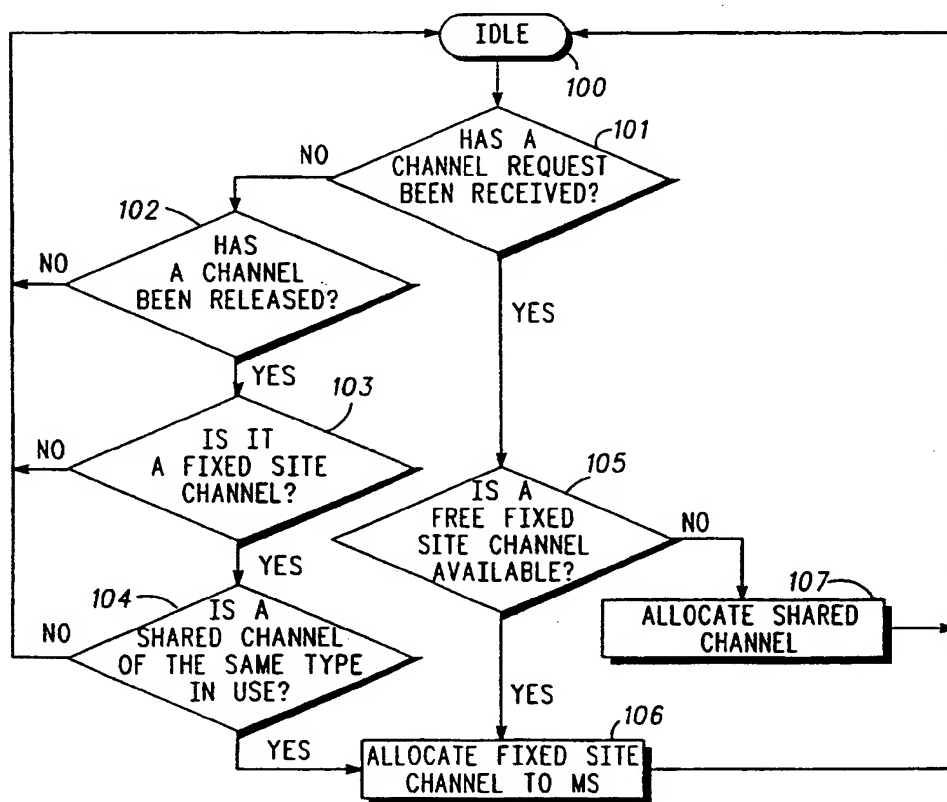 IDLE
100
101
HAS A
CHANNEL REQUEST
BEEN RECEIVED?
NO
102
HAS
A CHANNEL
BEEN RELEASED?
NO
YES
YES
103
IS IT
A FIXED SITE
CHANNEL?
NO
YES
105
IS A
FREE FIXED
SITE CHANNEL
AVAILABLE?
NO
104
IS A
SHARED CHANNEL
OF THE SAME TYPE
IN USE?
NO
YES
107
ALLOCATE SHARED
CHANNEL
YES
106
ALLOCATE FIXED SITE
CHANNEL TO MS